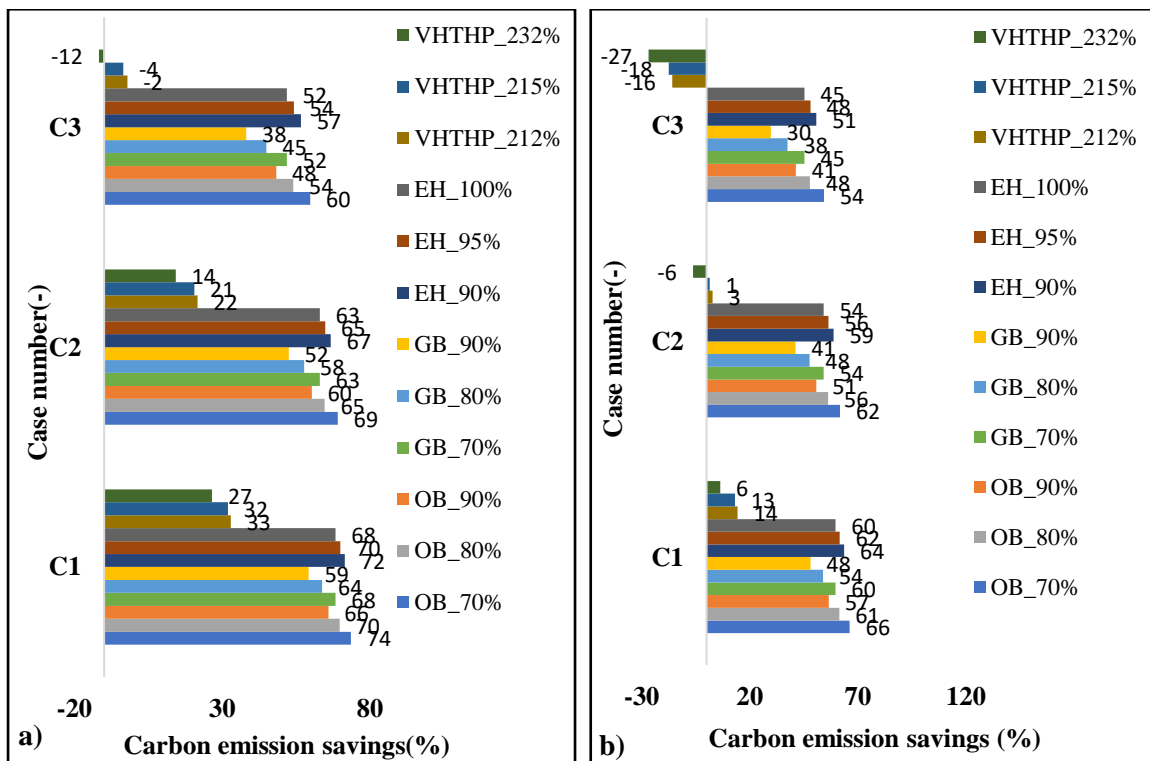 -12
-4
-2
52
54
57
C3
38
45
52
48
54
60
14
21
22
63
65
67
C2
52
58
63
60
65
69
27
32
33
68
70
72
C1
59
64
68
66
70
74
Case number(-)
VHTHP_232%
VHTHP_215%
VHTHP_212%
EH_100%
EH_95%
EH_90%
GB_90%
GB_80%
GB_70%
OB_90%
OB_80%
OB_70%
-20 30 80
a)
Carbon emission savings(%)
-27
-18
-16
45
48
51
C3
30
38
45
41
48
54
-6
1
3
54
56
59
C2
41
48
54
51
56
62
6
13
14
60
62
64
C1
48
54
60
57
61
66
Case number(-)
VHTHP_232%
VHTHP_215%
VHTHP_212%
EH_100%
EH_95%
EH_90%
GB_90%
GB_80%
GB_70%
OB_90%
OB_80%
OB_70%
-30 20 70 120
b)
Carbon emission savings (%)